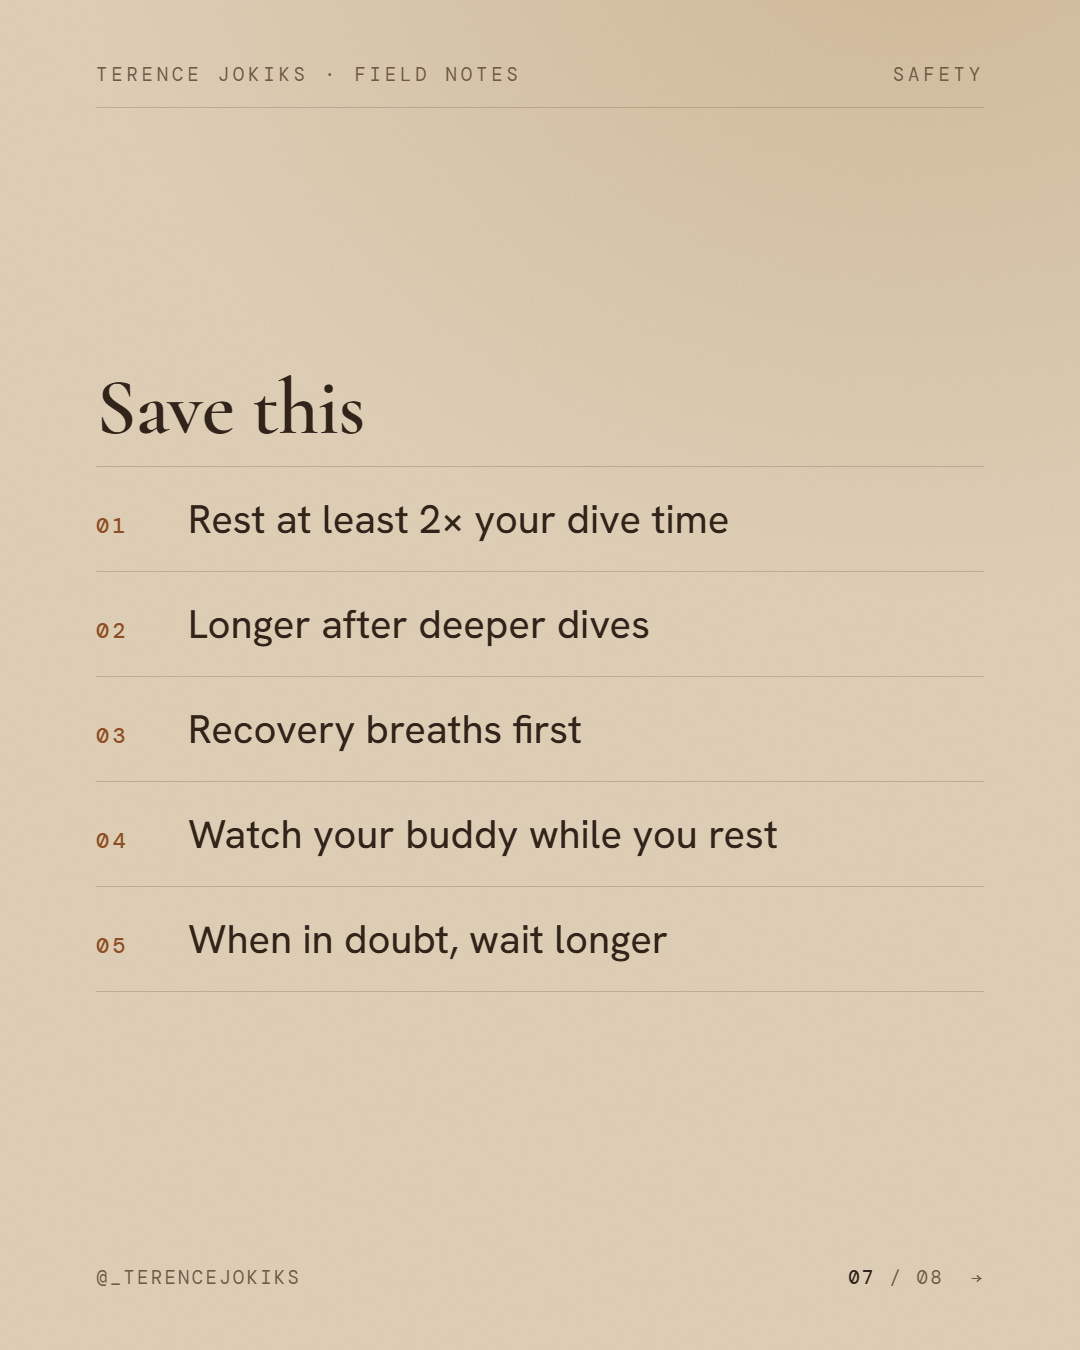 TERENCE JOKIKS · FIELD NOTES
SAFETY
Save this
01 Rest at least 2× your dive time
02 Longer after deeper dives
03 Recovery breaths first
04 Watch your buddy while you rest
05 When in doubt, wait longer
@_TERENCEJOKIKS
07 / 08 →